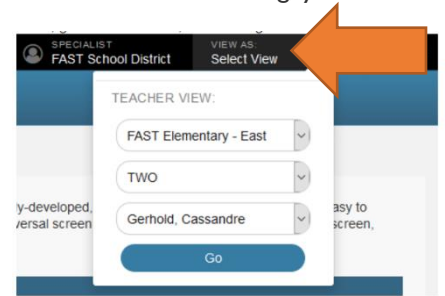 SPECIALIST
FAST School District
VIEW AS:
Select View
TEACHER VIEW:
FAST Elementary - East
TWO
Gerhold, Cassandre
Go
y-developed,
versal screen
asy to
screen,